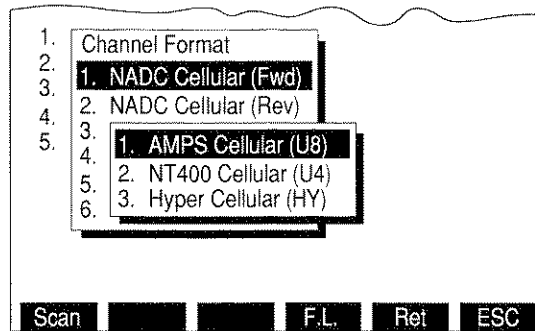 1.
2.
3.
4.
5.
Channel Format
1. NADC Cellular (Fwd)
2. NADC Cellular (Rev)
3.
4.
5.
6.
1. AMPS Cellular (U8)
2. NT400 Cellular (U4)
3. Hyper Cellular (HY)
Scan F.L. Ret ESC